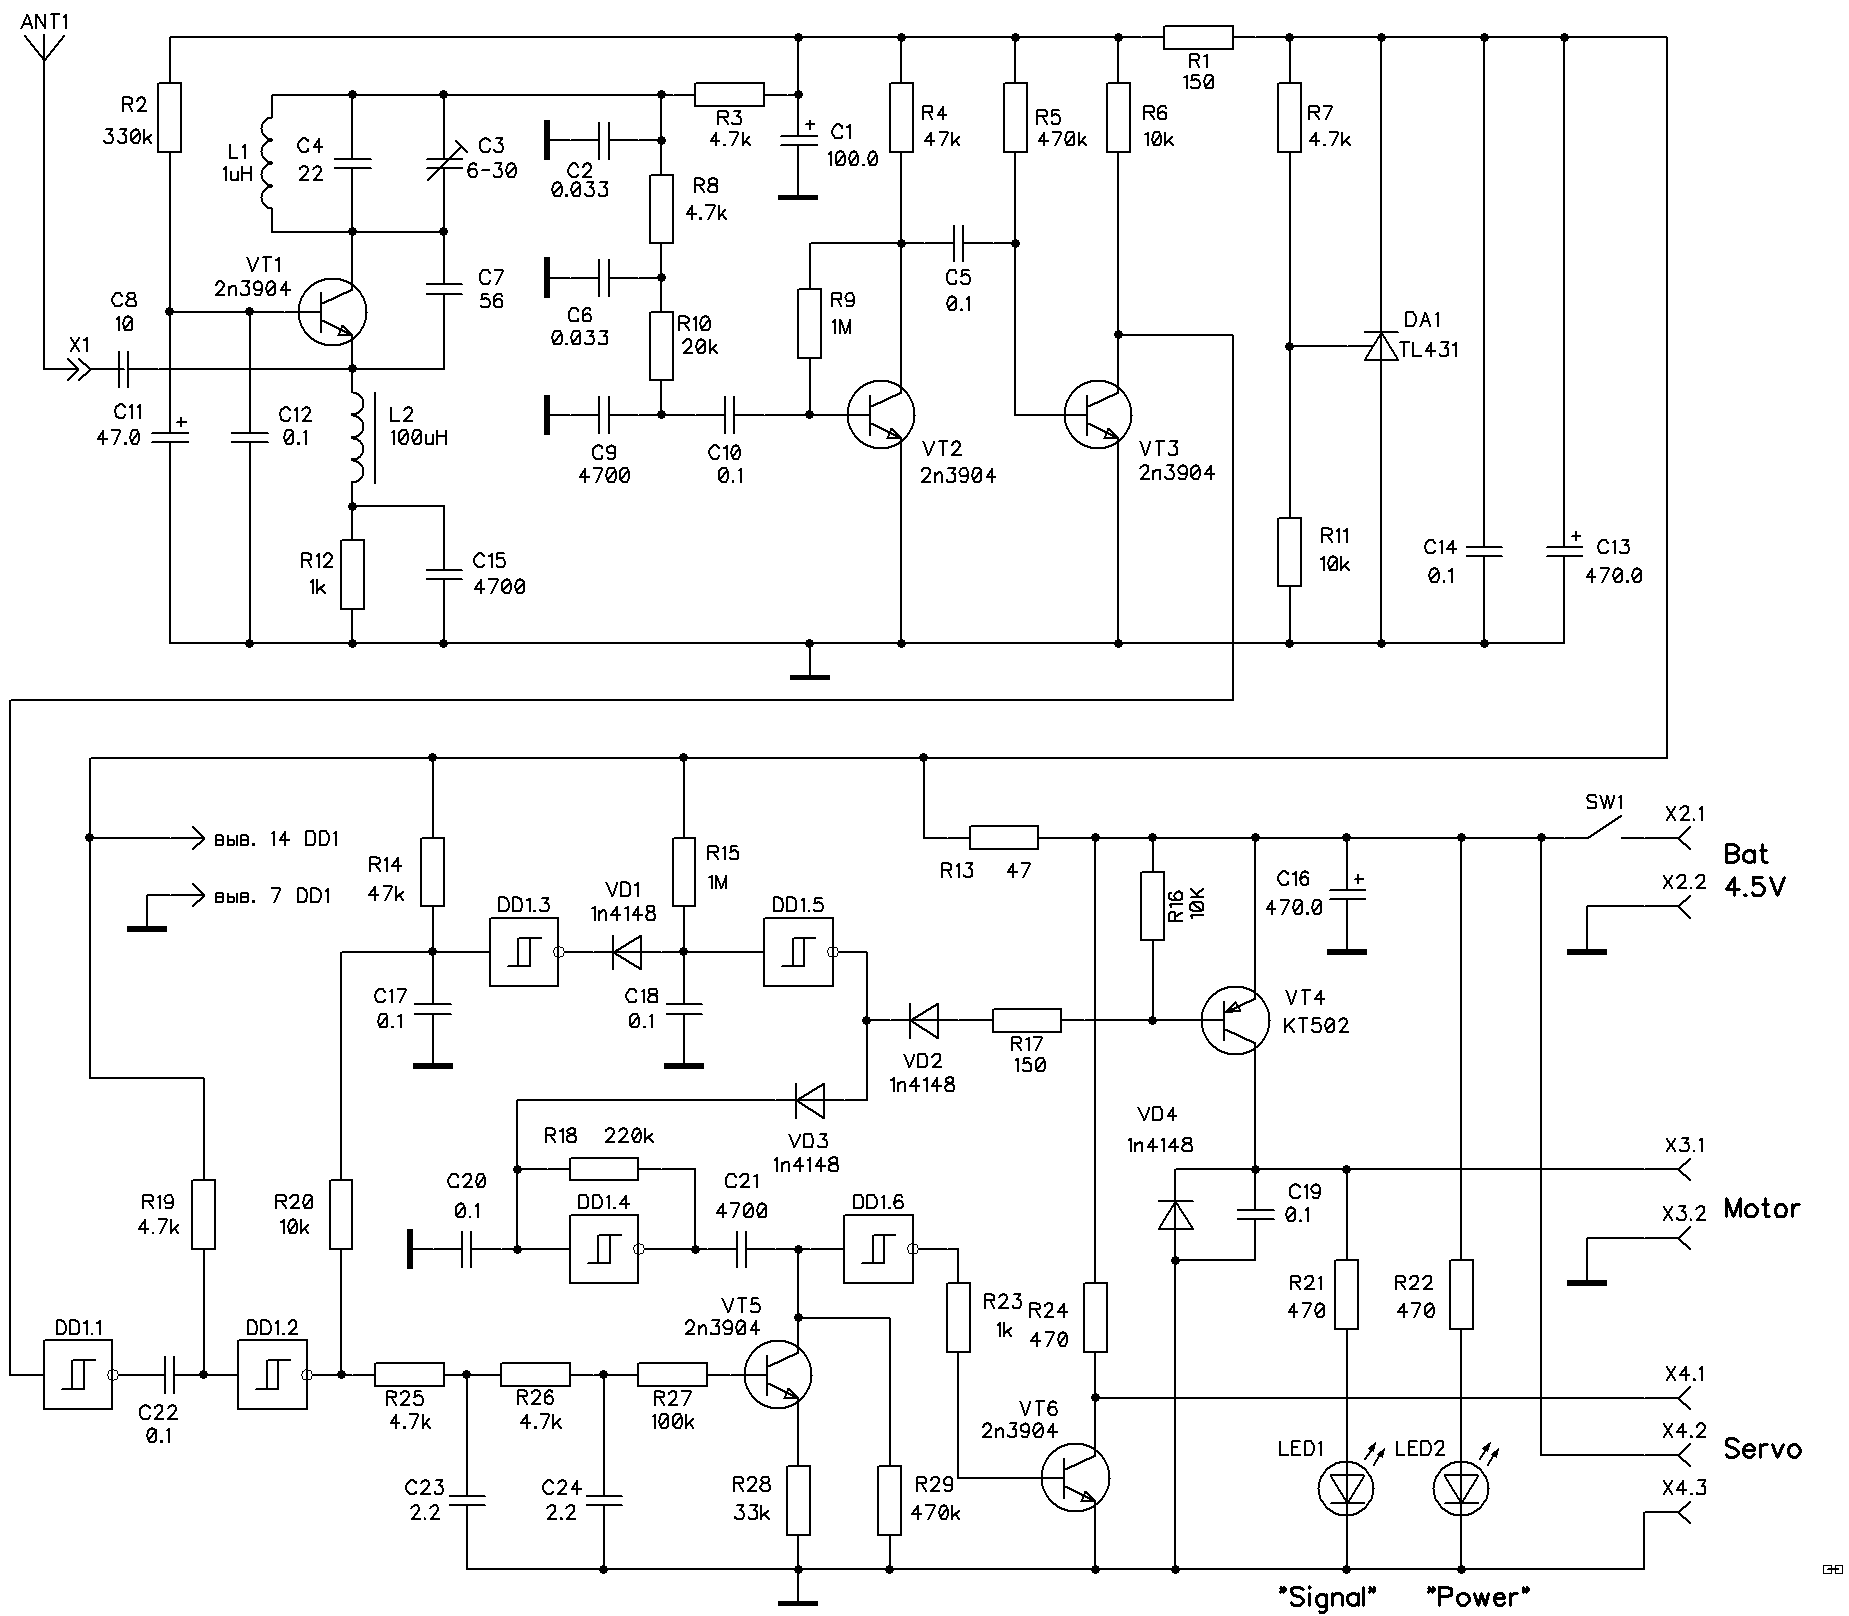 ANT1
R1
150
R2
330k
L1
1uH
C4
22
C3
6-30
C2
0.033
R3
4.7k
C1
100.0
R4
47k
R5
470k
R6
10k
R7
4.7k
R8
4.7k
VT1
2n3904
C7
56
C8
10
X1
C6
0.033
R10
20k
R9
1M
C5
0.1
DA1
TL431
C11
47.0
C12
0.1
L2
100uH
C9
4700
C10
0.1
VT2
2n3904
VT3
2n3904
R12
1k
C15
4700
R11
10k
C14
0.1
C13
470.0
выв. 14 DD1
выв. 7 DD1
R14
47k
R15
1M
R13 47
SW1
X2.1
Bat
4.5V
X2.2
DD1.3
VD1
1n4148
DD1.5
R16
10K
C16
470.0
C17
0.1
C18
0.1
VD2
1n4148
R17
150
VT4
KT502
VD3
1n4148
VD4
1n4148
X3.1
Motor
X3.2
R18 220k
C20
0.1
DD1.4
C21
4700
DD1.6
C19
0.1
R19
4.7k
R20
10k
R21
470
R22
470
R23
1k
R24
470
DD1.1
C22
0.1
DD1.2
R25
4.7k
R26
4.7k
R27
100k
VT5
2n3904
VT6
2n3904
X4.1
X4.2
Servo
X4.3
C23
2.2
C24
2.2
R28
33k
R29
470k
LED1
LED2
"Signal"
"Power"